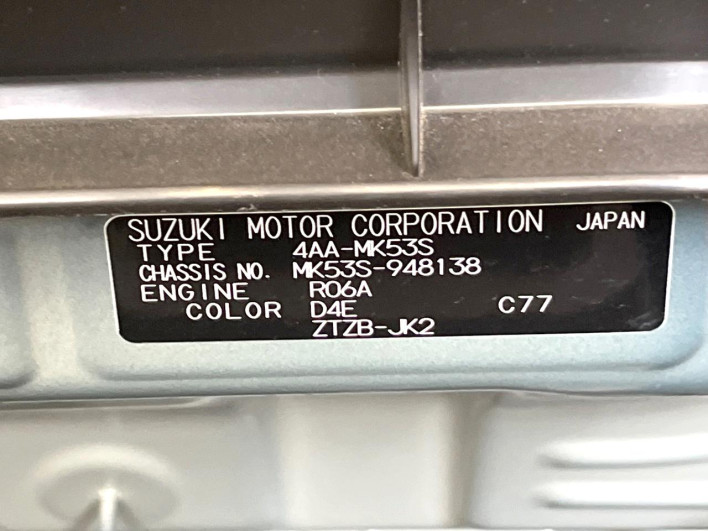 SUZUKI MOTOR CORPORATION JAPAN
TYPE 4AA-MK53S
CHASSIS NO. MK53S-948138
ENGINE R06A
COLOR D4E C77
ZTZB-JK2